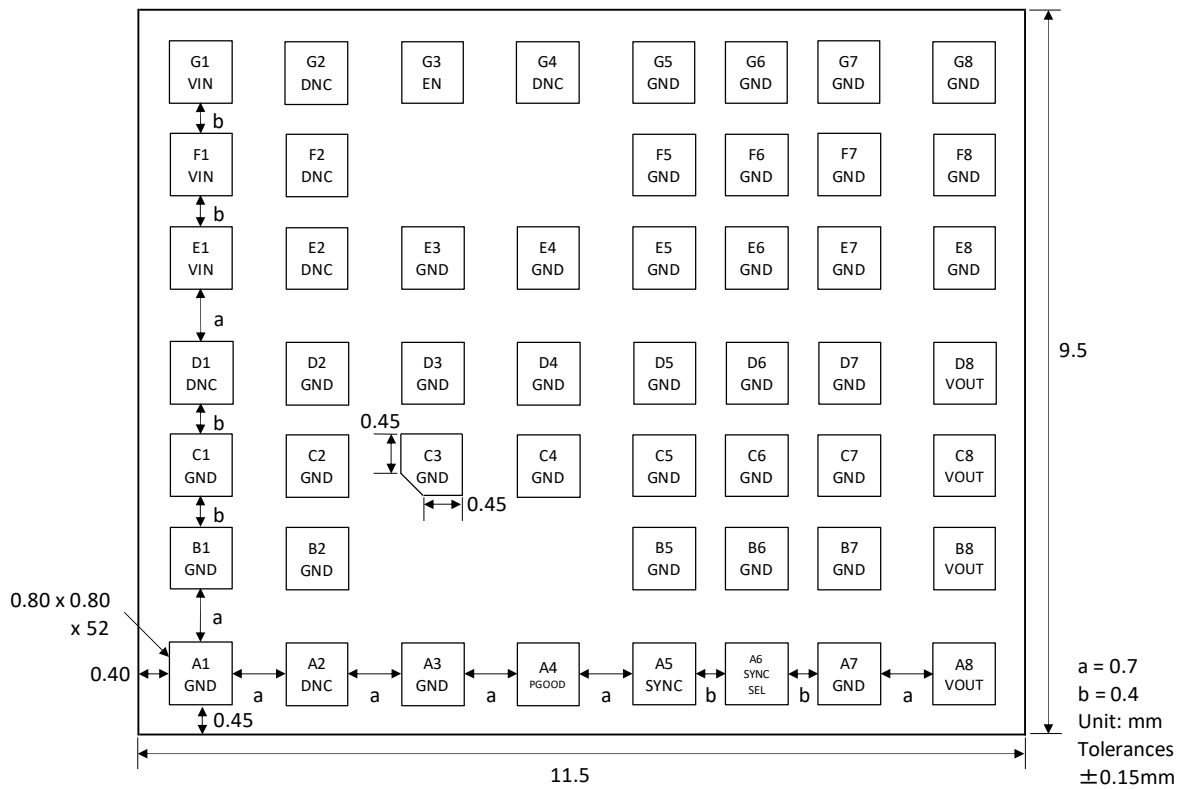 G1 G2 G3 G4 G5 G6 G7 G8
VIN DNC EN DNC GND GND GND GND
b
F1 F2 F5 F6 F7 F8
VIN DNC GND GND GND GND
b
E1 E2 E3 E4 E5 E6 E7 E8
VIN DNC GND GND GND GND GND GND
a
9.5
D1 D2 D3 D4 D5 D6 D7 D8
DNC GND GND GND GND GND GND VOUT
b
0.45
C1 C2 C3 C4 C5 C6 C7 C8
GND GND GND GND GND GND GND VOUT
0.45
b
B1 B2 B5 B6 B7 B8
GND GND GND GND GND VOUT
0.80 x 0.80
x 52
a
A1 A2 A3 A4 A5 A6 A7 A8
GND DNC GND PGOOD SYNC SYNC SEL GND VOUT
0.40
a a a a b b a
0.45
11.5
a = 0.7
b = 0.4
Unit: mm
Tolerances
±0.15mm